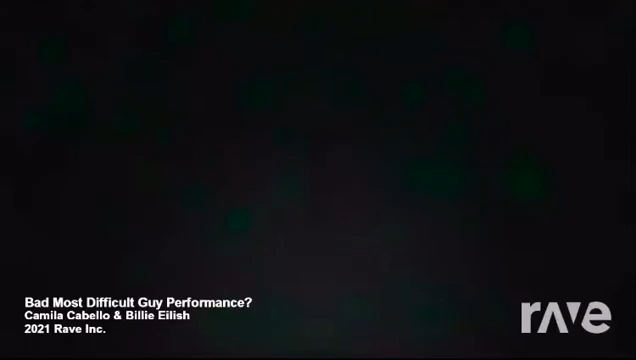 Bad Most Difficult Guy Performance?
Camila Cabello & Billie Eilish
2021 Rave Inc.
rave